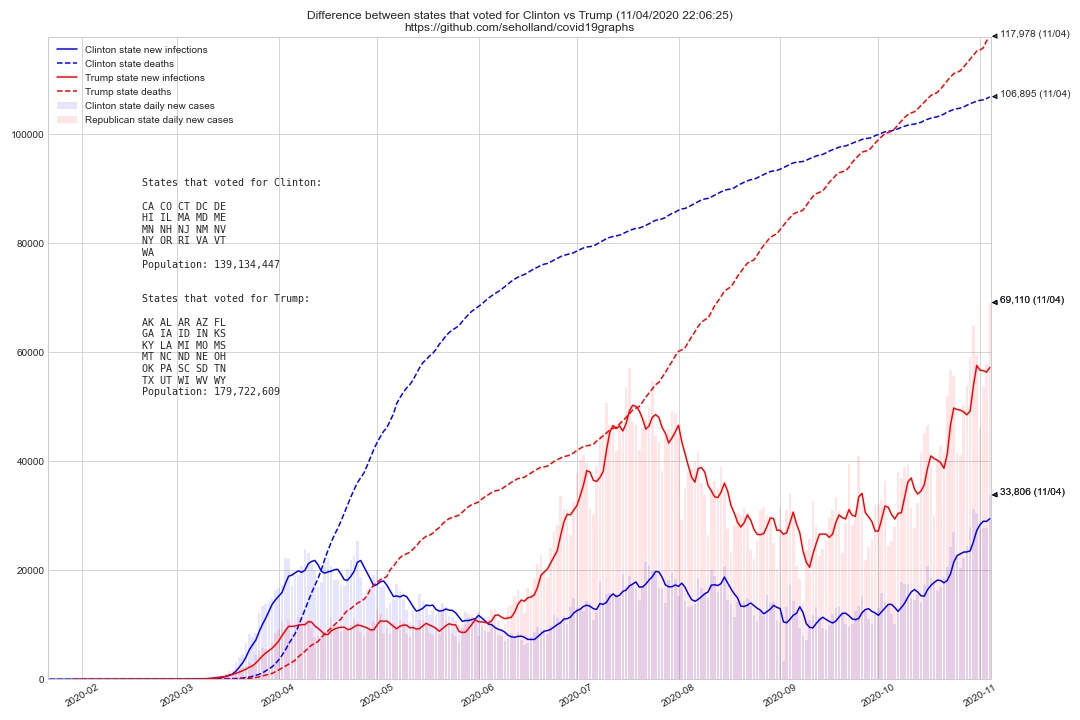 Difference between states that voted for Clinton vs Trump (11/04/2020 22:06:25)
https://github.com/seholland/covid19graphs
Clinton state new infections
Clinton state deaths
Trump state new infections
Trump state deaths
Clinton state daily new cases
Republican state daily new cases
States that voted for Clinton:
CA CO CT DC DE
HI IL MA MD ME
MN NH NJ NM NV
NY OR RI VA VT
WA
Population: 139,134,447
States that voted for Trump:
AK AL AR AZ FL
GA IA ID IN KS
KY LA MI MO MS
MT NC ND NE OH
OK PA SC SD TN
TX UT WI WV WY
Population: 179,722,609
117,978 (11/04)
106,895 (11/04)
69,110 (11/04)
33,806 (11/04)
100000
80000
60000
40000
20000
0
2020-02
2020-03
2020-04
2020-05
2020-06
2020-07
2020-08
2020-09
2020-10
2020-11